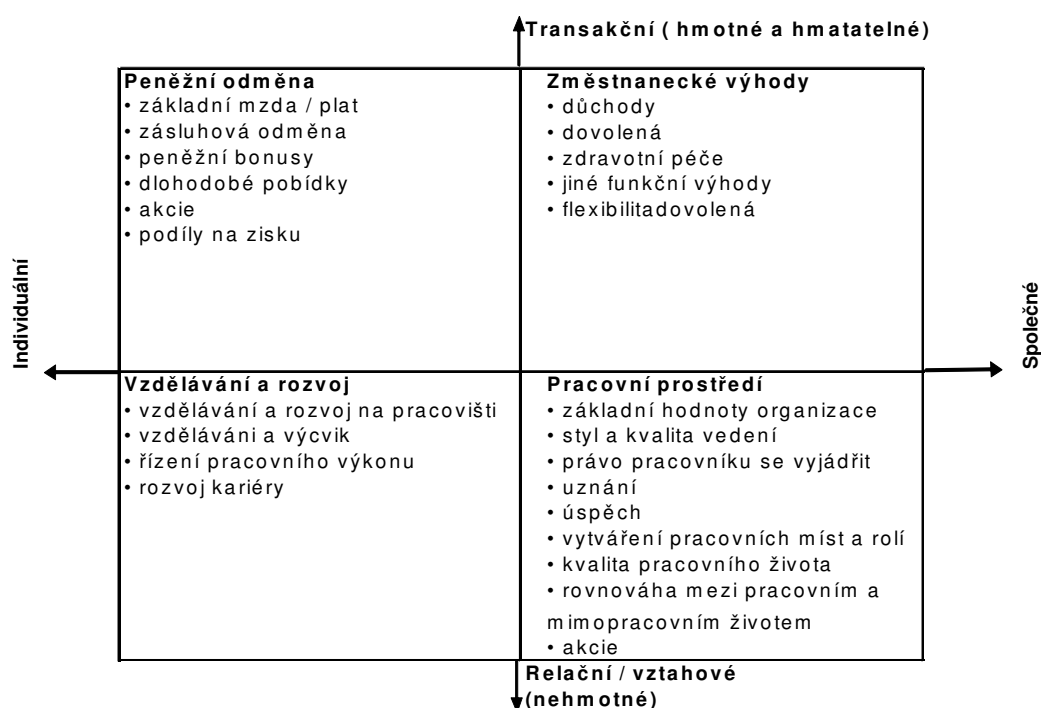 Transakční ( hmotné a hmatatelné)
Peněžní odměna
• základní mzda / plat
• zásluhová odměna
• peněžní bonusy
• dlohodobé pobídky
• akcie
• podíly na zisku
Změstnanecké výhody
• důchody
• dovolená
• zdravotní péče
• jiné funkční výhody
• flexibilitadovolená
Individuální
Společné
Vzdělávání a rozvoj
• vzdělávání a rozvoj na pracovišti
• vzděláváni a výcvik
• řízení pracovního výkonu
• rozvoj kariéry
Pracovní prostředí
• základní hodnoty organizace
• styl a kvalita vedení
• právo pracovníku se vyjádřit
• uznání
• úspěch
• vytváření pracovních míst a rolí
• kvalita pracovního života
• rovnováha mezi pracovním a
mimopracovním životem
• akcie
Relační / vztahové
(nehmotné)